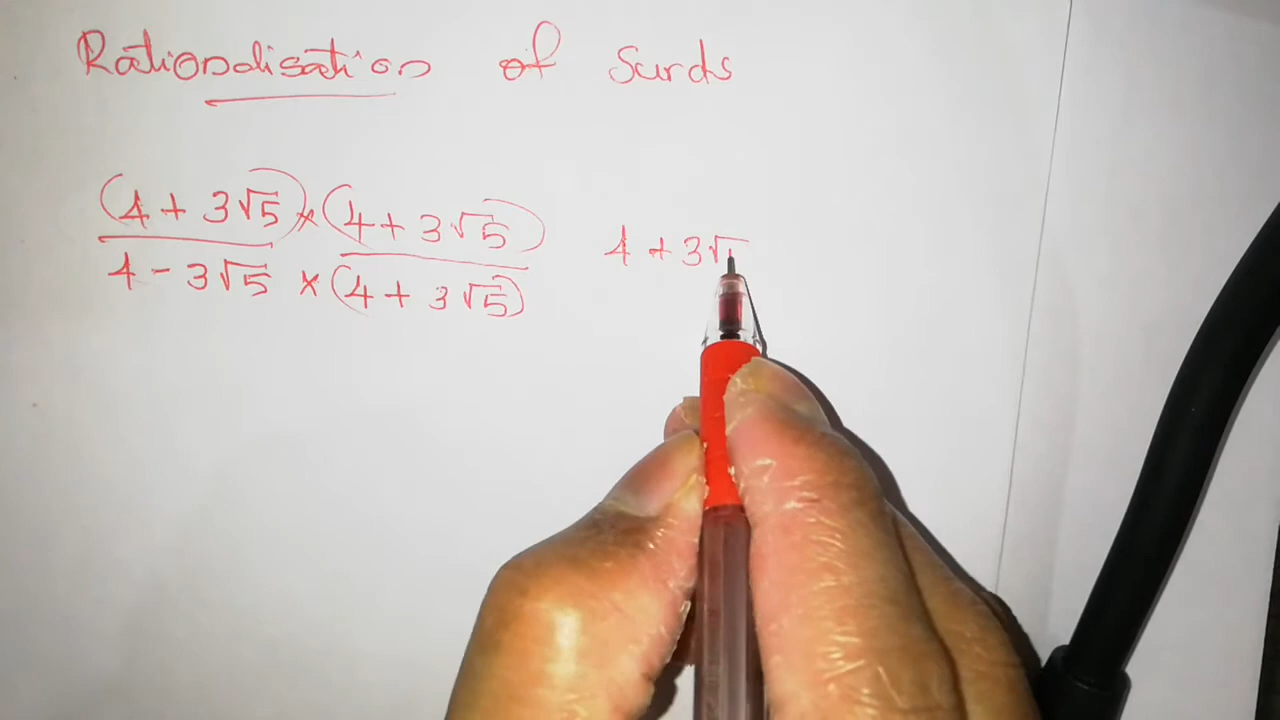 Rationalisation of Surds
(4 + 3√5) × (4 + 3√5)
4 - 3√5 × (4 + 3√5)
4 + 3√